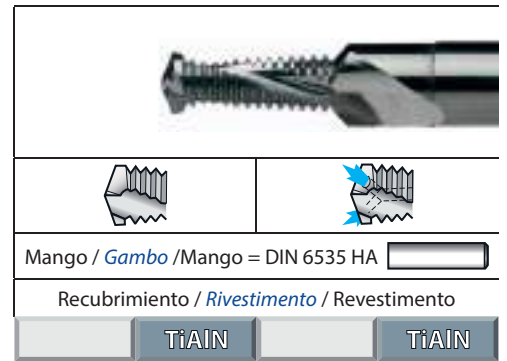 Mango / Gambo /Mango = DIN 6535 HA
Recubrimiento / Rivestimento / Revestimento
TiAlN TiAlN